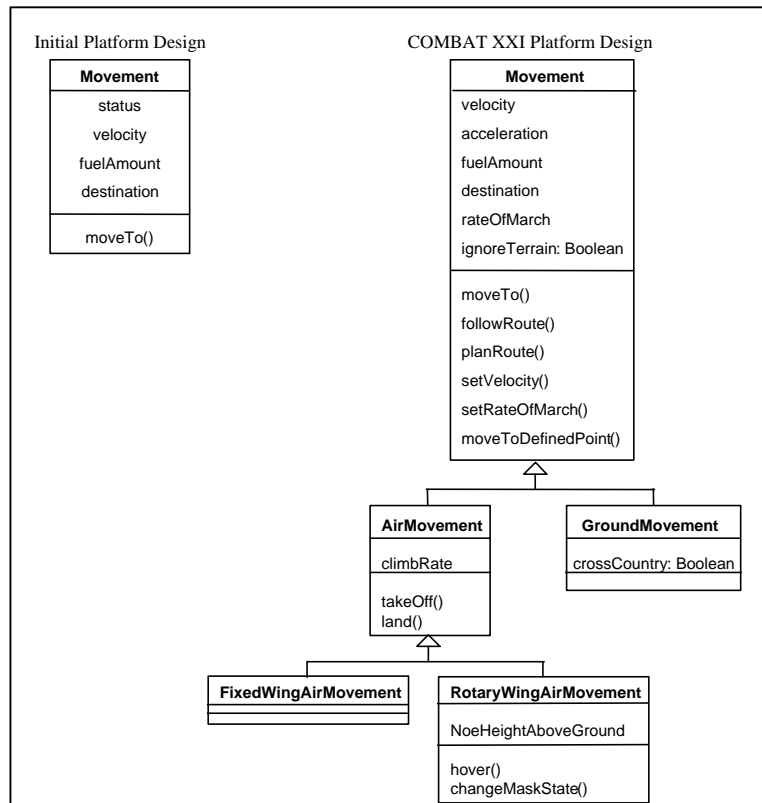 Initial Platform Design
Movement
status
velocity
fuelAmount
destination
moveTo()
COMBAT XXI Platform Design
Movement
velocity
acceleration
fuelAmount
destination
rateOfMarch
ignoreTerrain: Boolean
moveTo()
followRoute()
planRoute()
setVelocity()
setRateOfMarch()
moveToDefinedPoint()
AirMovement
climbRate
takeOff()
land()
GroundMovement
crossCountry: Boolean
FixedWingAirMovement
RotaryWingAirMovement
NoeHeightAboveGround
hover()
changeMaskState()